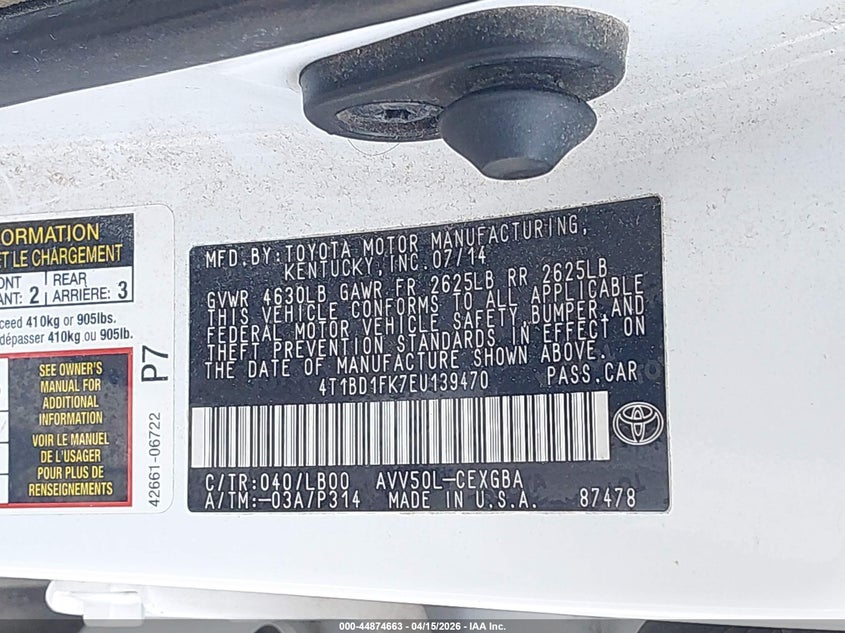 ORMATION
ET LE CHARGEMENT
ONT
ANT: 2
REAR
ARRIÈRE: 3
ceed 410kg or 905lbs.
dépasser 410kg ou 905lb.
SEE OWNER'S
MANUAL FOR
ADDITIONAL
INFORMATION
VOIR LE MANUEL
DE L'USAGER
POUR PLUS DE
RENSEIGNEMENTS
P7
42661-06722
MFD.BY:TOYOTA MOTOR MANUFACTURING,
KENTUCKY,INC.07/14
GVWR 4630LB GAWR FR 2625LB RR 2625LB
THIS VEHICLE CONFORMS TO ALL APPLICABLE
FEDERAL MOTOR VEHICLE SAFETY,BUMPER,AND
THEFT PREVENTION STANDARDS IN EFFECT ON
THE DATE OF MANUFACTURE SHOWN ABOVE.
4T1BD1FK7EU139470 PASS.CAR
C/TR:040/LB00 AVV50L-CEXGBA
A/TM:-03A/P314 MADE IN U.S.A. 87478
000-44874663 - 04/15/2026 - IAA Inc.